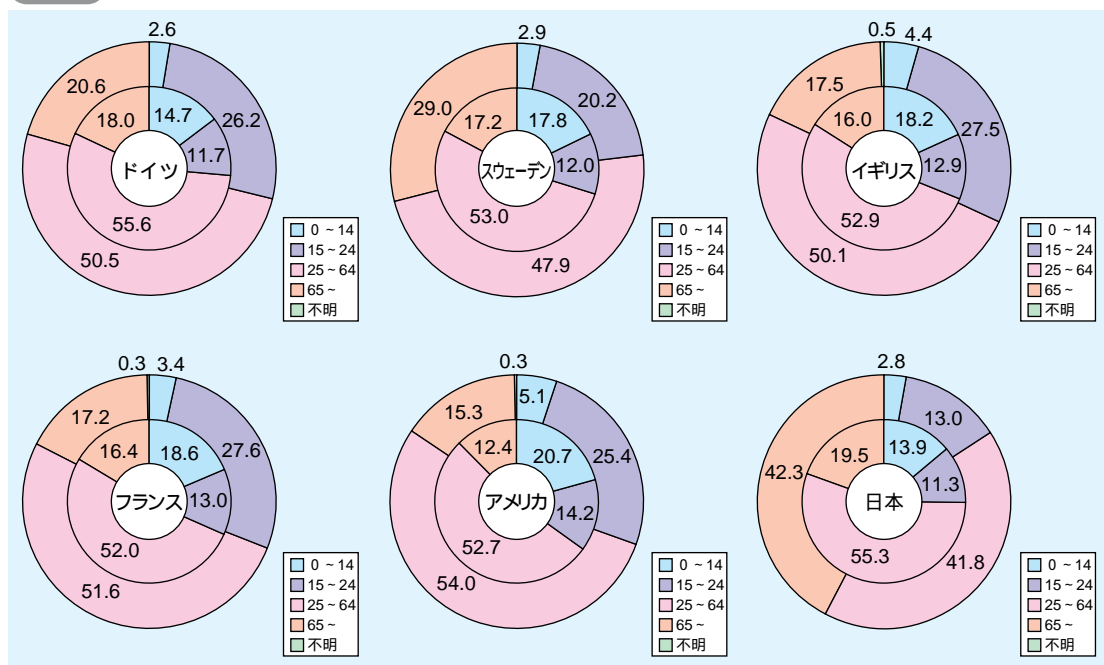 2.6
26.2
50.5
20.6
14.7
11.7
55.6
18.0
ドイツ
0 ~ 14
15 ~ 24
25 ~ 64
65 ~
不明
2.9
20.2
47.9
29.0
17.8
12.0
53.0
17.2
スウェーデン
0 ~ 14
15 ~ 24
25 ~ 64
65 ~
不明
0.5
4.4
27.5
50.1
17.5
18.2
12.9
52.9
16.0
イギリス
0 ~ 14
15 ~ 24
25 ~ 64
65 ~
不明
0.3
3.4
27.6
51.6
17.2
18.6
13.0
52.0
16.4
フランス
0 ~ 14
15 ~ 24
25 ~ 64
65 ~
不明
0.3
5.1
25.4
54.0
15.3
20.7
14.2
52.7
12.4
アメリカ
0 ~ 14
15 ~ 24
25 ~ 64
65 ~
不明
2.8
13.0
41.8
42.3
13.9
11.3
55.3
19.5
日本
0 ~ 14
15 ~ 24
25 ~ 64
65 ~
不明